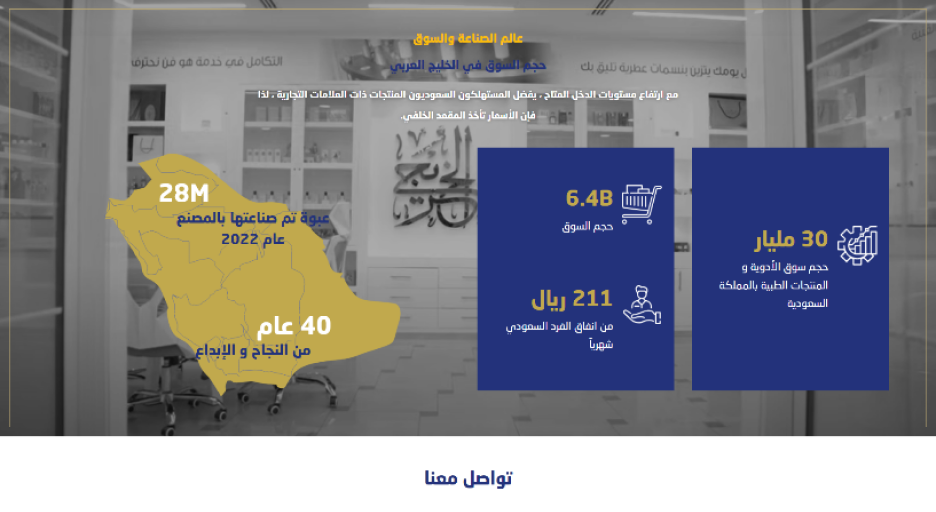 عالم الصناعة والسوق
حجم السوق في الخليج العربي
التكامل في خدمة هو من نحترفه
يومك يتزين بنسمات عطرية تليق بك
مع ارتفاع مستويات الدخل المتاح ، يفضل المستهلكون السعوديون المنتجات ذات العلامات التجارية ، لذا
فإن الأسعار تأخذ المقعد الخلفي.
30 مليار
حجم سوق الأدوية و
المنتجات الطبية بالمملكة
السعودية
6.4B
حجم السوق
211 ريال
من انفاق الفرد السعودي
شهرياً
28M
عبوة تم صناعتها بالمصنع
عام 2022
40 عام
من النجاح و الإبداع
تواصل معنا